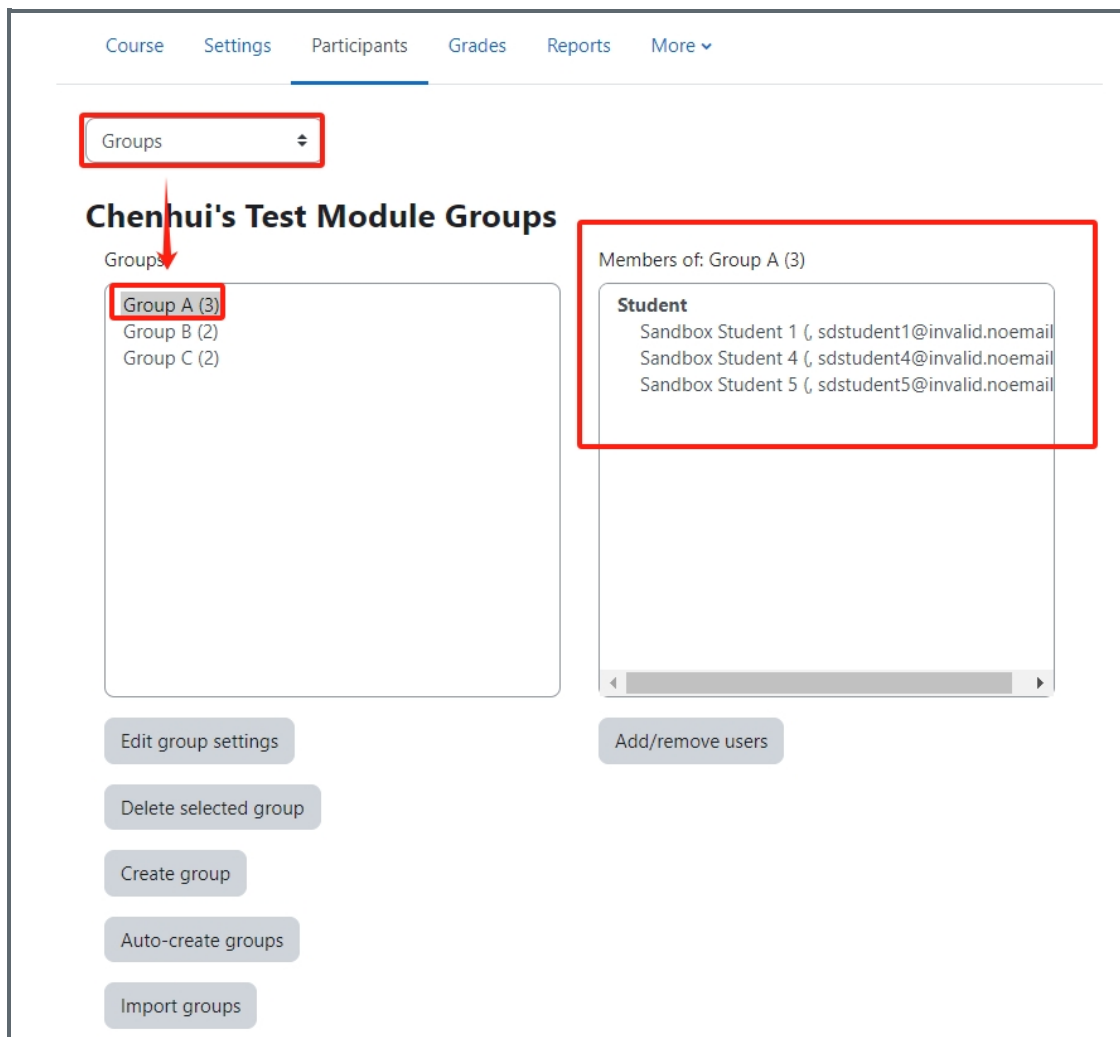 Course Settings Participants Grades Reports More
Groups
Chenhui's Test Module Groups
Groups
Group A (3)
Group B (2)
Group C (2)
Members of: Group A (3)
Student
Sandbox Student 1 (, sdstudent1@invalid.noemail
Sandbox Student 4 (, sdstudent4@invalid.noemail
Sandbox Student 5 (, sdstudent5@invalid.noemail
Edit group settings
Add/remove users
Delete selected group
Create group
Auto-create groups
Import groups